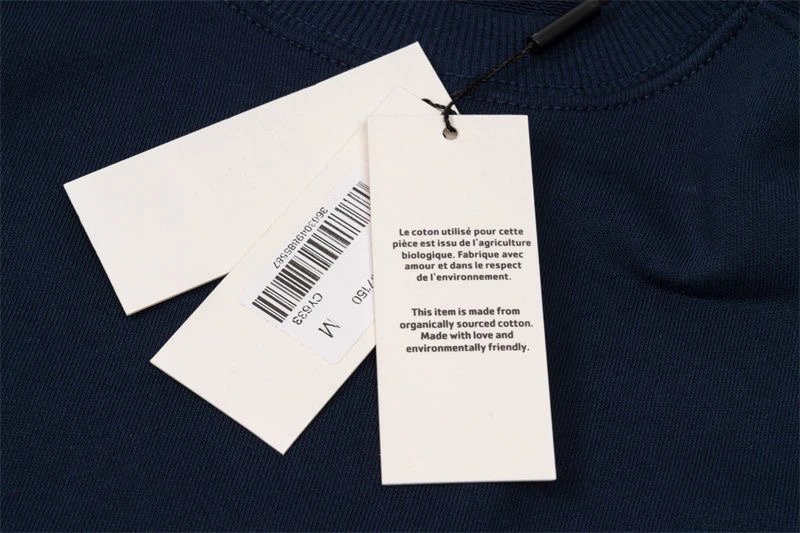 Le coton utilisé pour cette
pièce est issu de l'agriculture
biologique. Fabrique avec
amour et dans le respect
de l'environnement.
This item is made from
organically sourced cotton.
Made with love and
environmentally friendly.
CY633
M